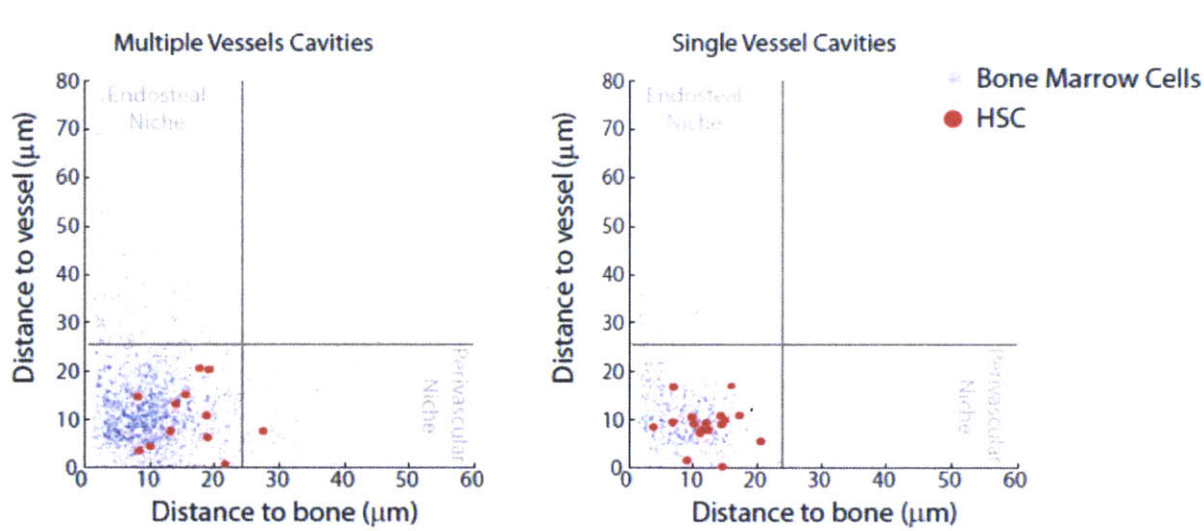 Multiple Vessels Cavities
Distance to vessel (μm)
80
70
60
50
40
30
20
10
0
Endosteal
Niche
Perivascular
Niche
0 10 20 30 40 50 60
Distance to bone (μm)
Single Vessel Cavities
Distance to vessel (μm)
80
70
60
50
40
30
20
10
0
Endosteal
Niche
Perivascular
Niche
0 10 20 30 40 50 60
Distance to bone (μm)
Bone Marrow Cells
HSC